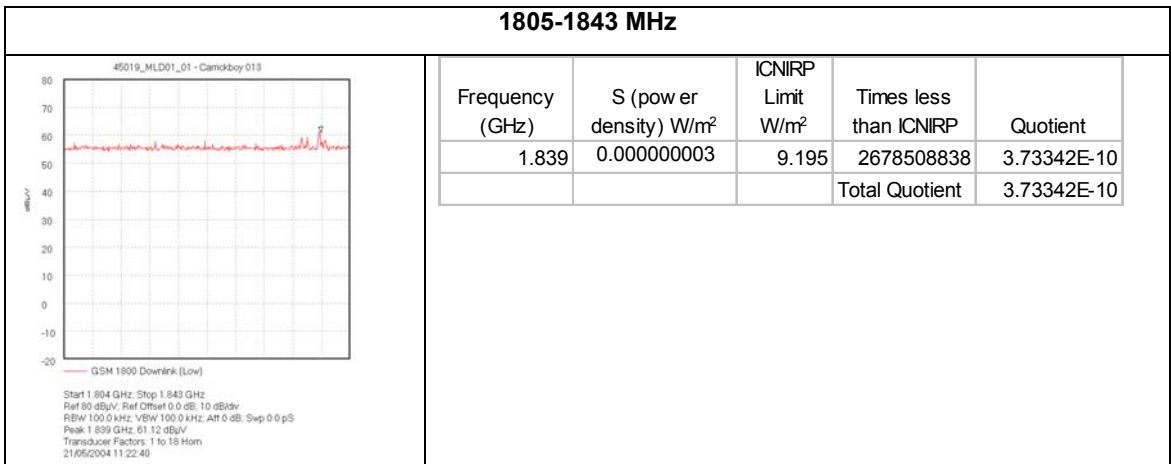 1805-1843 MHz
45019_MLD01_01 - Carrickboy 013
80
70
60
50
40
30
20
10
0
-10
-20
dBµV
GSM 1800 Downlink (Low)
Start 1.804 GHz; Stop 1.843 GHz
Ref 80 dBµV; Ref Offset 0.0 dB; 10 dB/div
RBW 100.0 kHz; VBW 100.0 kHz; Att 0 dB; Swp 0.0 pS
Peak 1.839 GHz, 61.12 dBµV
Transducer Factors: 1 to 18 Horn
21/05/2004 11:22:40
Frequency (GHz) S (pow er density) W/m² ICNIRP Limit W/m² Times less than ICNIRP Quotient
1.839 0.000000003 9.195 2678508838 3.73342E-10
Total Quotient 3.73342E-10